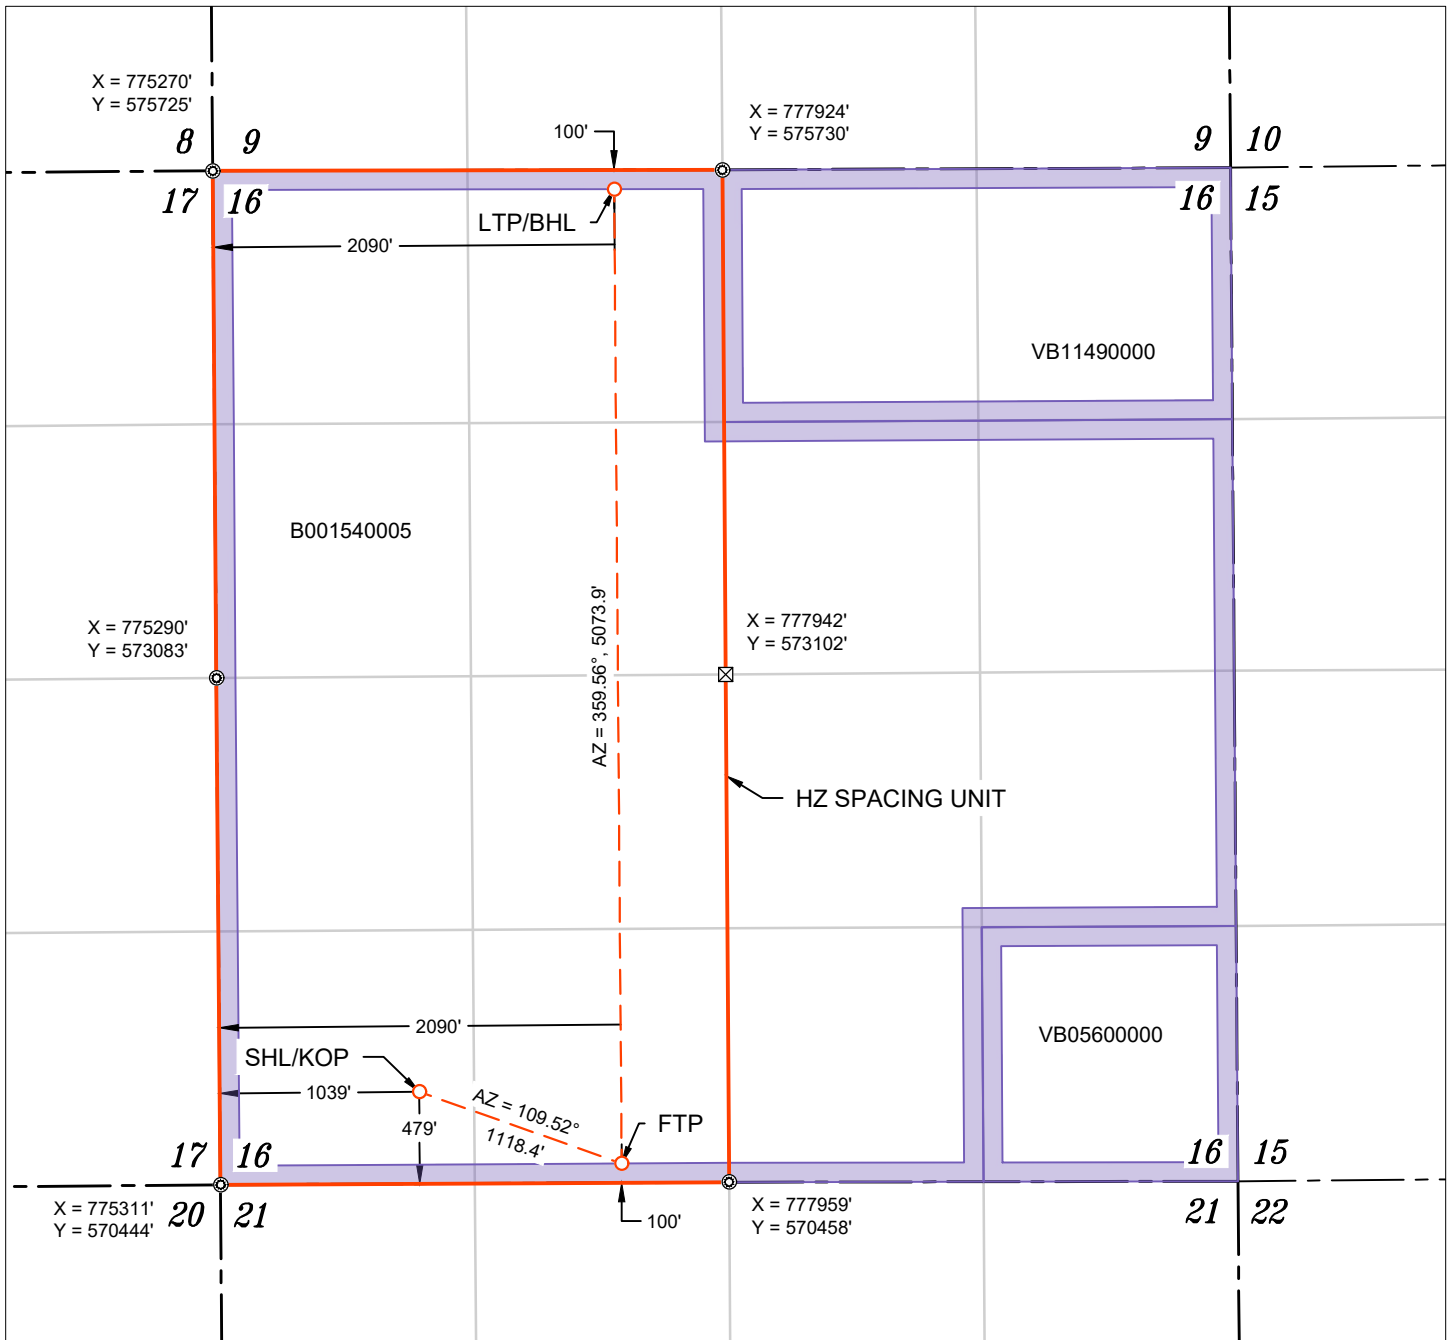 X = 775270'
Y = 575725'
100'
X = 777924'
Y = 575730'
8 9
9 10
17 16
16 15
LTP/BHL
2090'
VB11490000
B001540005
AZ = 359.56°, 5073.9'
X = 775290'
Y = 573083'
X = 777942'
Y = 573102'
HZ SPACING UNIT
2090'
SHL/KOP
1039'
479'
AZ = 109.52°
1118.4'
FTP
VB05600000
17 16
16 15
X = 775311'
Y = 570444'
20 21
100'
X = 777959'
Y = 570458'
21 22